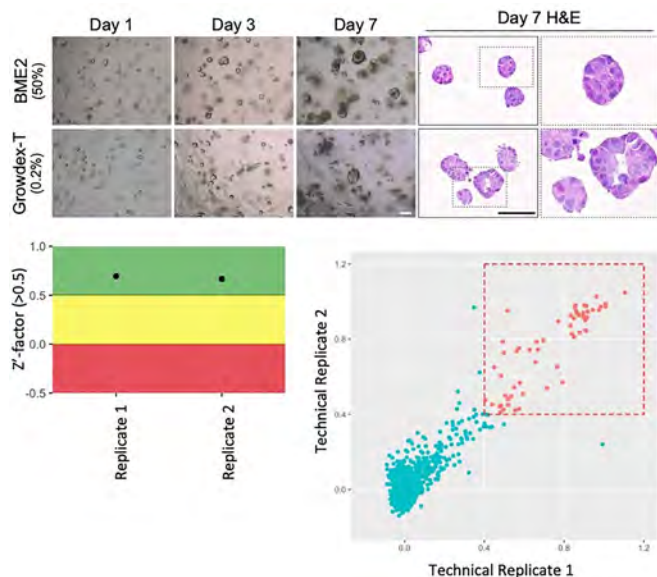 Day 1 Day 3 Day 7 Day 7 H&E
BME2
(50%)
Growdex-T
(0.2%)
1.0
0.5
0.0
-0.5
Z'-factor (>0.5)
Replicate 1
Replicate 2
1.2
0.8
0.4
0.0
Technical Replicate 2
0.0 0.4 0.8 1.2
Technical Replicate 1